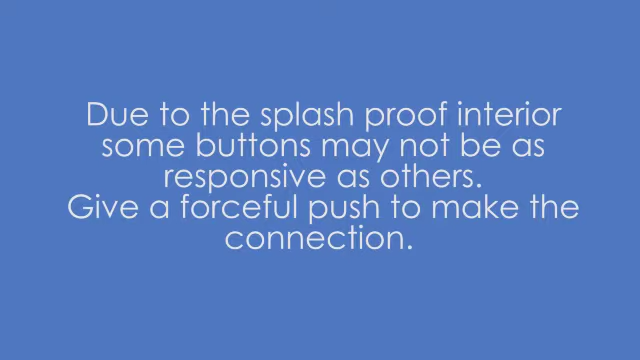 Due to the splash proof interior
some buttons may not be as
responsive as others.
Give a forceful push to make the
connection.